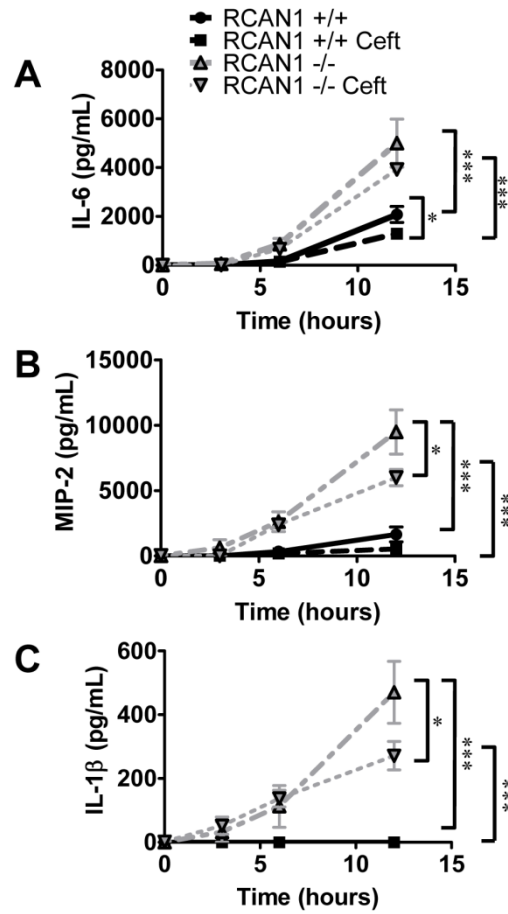 RCAN1 +/+
RCAN1 +/+ Ceft
RCAN1 -/-
RCAN1 -/- Ceft
A
IL-6 (pg/mL)
8000
6000
4000
2000
0
***
***
*
0 5 10 15
Time (hours)
B
MIP-2 (pg/mL)
15000
10000
5000
0
*
***
***
0 5 10 15
Time (hours)
C
IL-1β (pg/mL)
600
400
200
0
*
***
***
0 5 10 15
Time (hours)